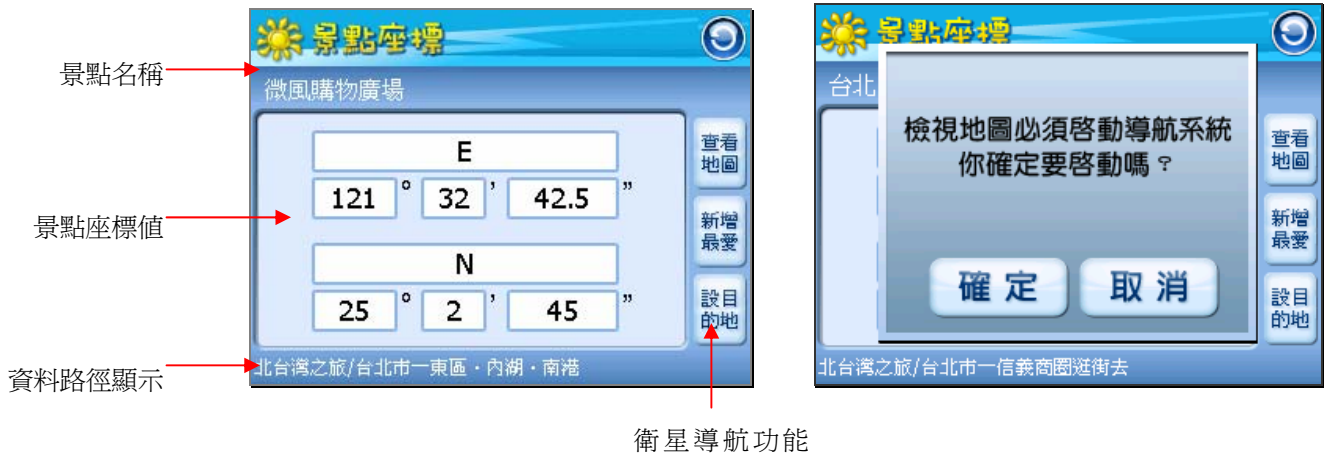 景點座標
景點名稱
微風購物廣場
E
121 ° 32 ’ 42.5 ”
景點座標值
N
25 ° 2 ’ 45 ”
查看
地圖
新增
最愛
設目
的地
資料路徑顯示
北台灣之旅/台北市一東區・內湖・南港
衛星導航功能
景點座標
台北
檢視地圖必須啓動導航系統
你確定要啓動嗎？
確定
取消
查看
地圖
新增
最愛
設目
的地
北台灣之旅/台北市一信義商圈逛街去